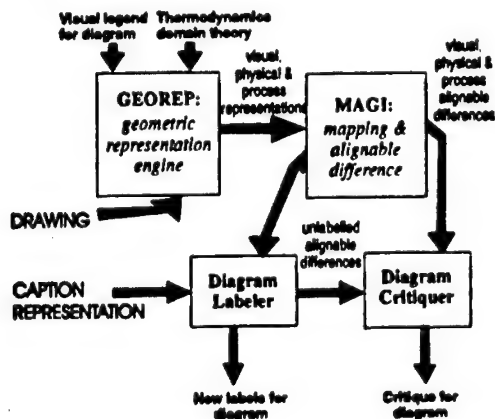 Visual legend
for diagram
Thermodynamics
domain theory
visual,
physical &
process
representations
visual,
physical &
process
alignable
differences
GEOREP:
geometric
representation
engine
MAGI:
mapping &
alignable
difference
DRAWING
unlabelled
alignable
differences
CAPTION
REPRESENTATION
Diagram
Labeler
Diagram
Critiquer
New labels for
diagram
Critique for
diagram